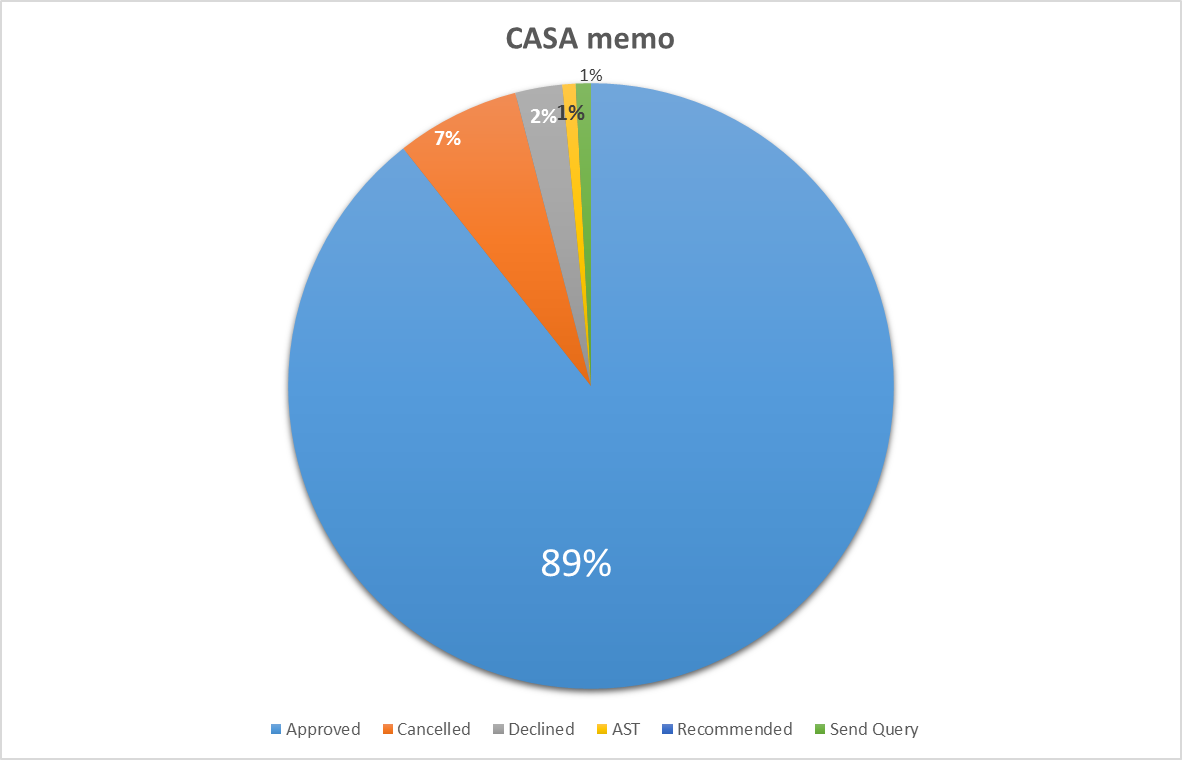 CASA memo
1%
7%
2%
1%
89%
Approved Cancelled Declined AST Recommended Send Query